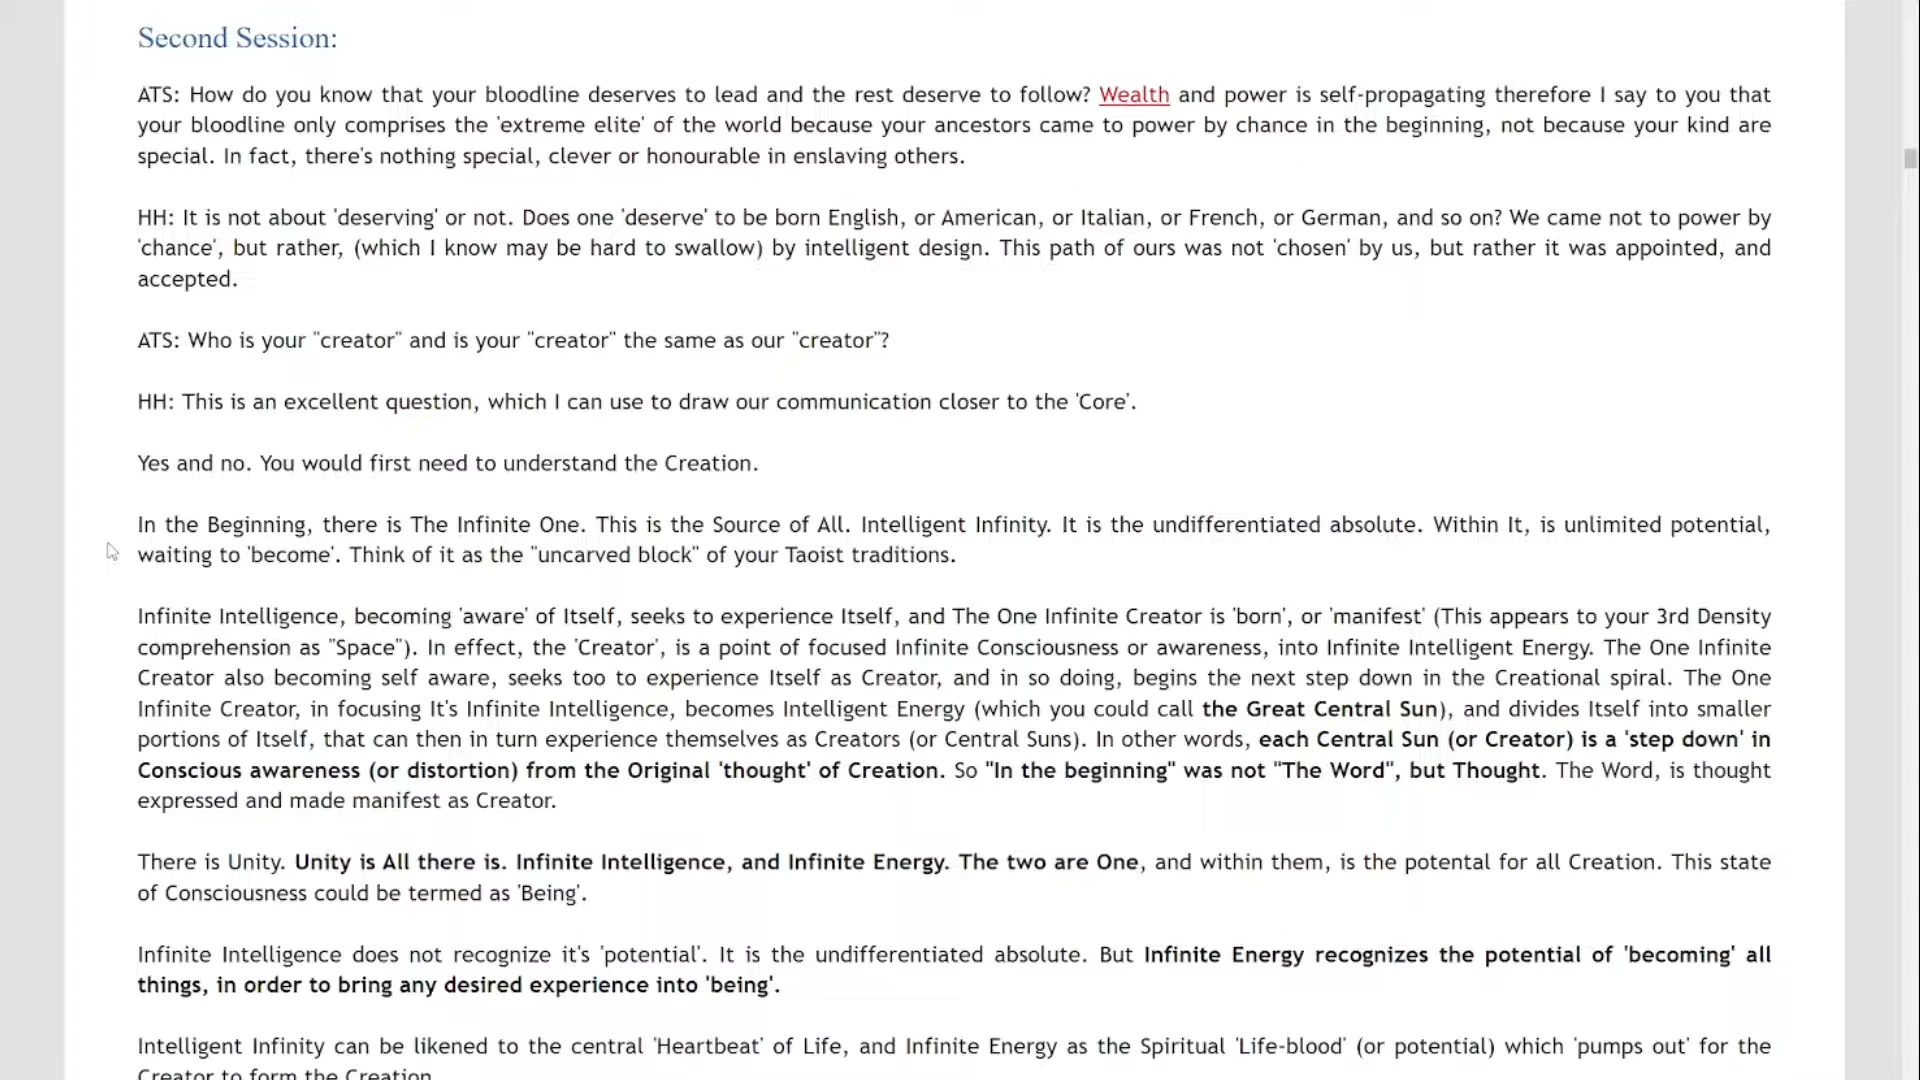 Second Session:
ATS: How do you know that your bloodline deserves to lead and the rest deserve to follow? Wealth and power is self-propagating therefore I say to you that
your bloodline only comprises the 'extreme elite' of the world because your ancestors came to power by chance in the beginning, not because your kind are
special. In fact, there's nothing special, clever or honourable in enslaving others.
HH: It is not about 'deserving' or not. Does one 'deserve' to be born English, or American, or Italian, or French, or German, and so on? We came not to power by
'chance', but rather, (which I know may be hard to swallow) by intelligent design. This path of ours was not 'chosen' by us, but rather it was appointed, and
accepted.
ATS: Who is your "creator" and is your "creator" the same as our "creator"?
HH: This is an excellent question, which I can use to draw our communication closer to the 'Core'.
Yes and no. You would first need to understand the Creation.
In the Beginning, there is The Infinite One. This is the Source of All. Intelligent Infinity. It is the undifferentiated absolute. Within It, is unlimited potential,
waiting to 'become'. Think of it as the "uncarved block" of your Taoist traditions.
Infinite Intelligence, becoming 'aware' of Itself, seeks to experience Itself, and The One Infinite Creator is 'born', or 'manifest' (This appears to your 3rd Density
comprehension as "Space"). In effect, the 'Creator', is a point of focused Infinite Consciousness or awareness, into Infinite Intelligent Energy. The One Infinite
Creator also becoming self aware, seeks too to experience Itself as Creator, and in so doing, begins the next step down in the Creational spiral. The One
Infinite Creator, in focusing It's Infinite Intelligence, becomes Intelligent Energy (which you could call the Great Central Sun), and divides Itself into smaller
portions of Itself, that can then in turn experience themselves as Creators (or Central Suns). In other words, each Central Sun (or Creator) is a 'step down' in
Conscious awareness (or distortion) from the Original 'thought' of Creation. So "In the beginning" was not "The Word", but Thought. The Word, is thought
expressed and made manifest as Creator.
There is Unity. Unity is All there is. Infinite Intelligence, and Infinite Energy. The two are One, and within them, is the potental for all Creation. This state
of Consciousness could be termed as 'Being'.
Infinite Intelligence does not recognize it's 'potential'. It is the undifferentiated absolute. But Infinite Energy recognizes the potential of 'becoming' all
things, in order to bring any desired experience into 'being'.
Intelligent Infinity can be likened to the central 'Heartbeat' of Life, and Infinite Energy as the Spiritual 'Life-blood' (or potential) which 'pumps out' for the
Creator to form the Creation.